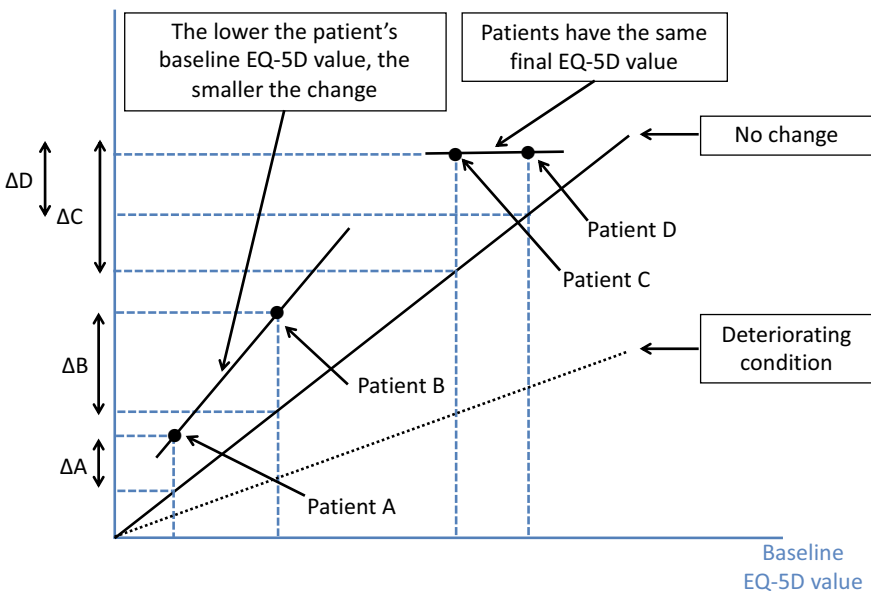 The lower the patient’s
baseline EQ-5D value, the
smaller the change
Patients have the same
final EQ-5D value
No change
ΔD
ΔC
Patient D
Patient C
ΔB
Deteriorating
condition
Patient B
ΔA
Patient A
Baseline
EQ-5D value